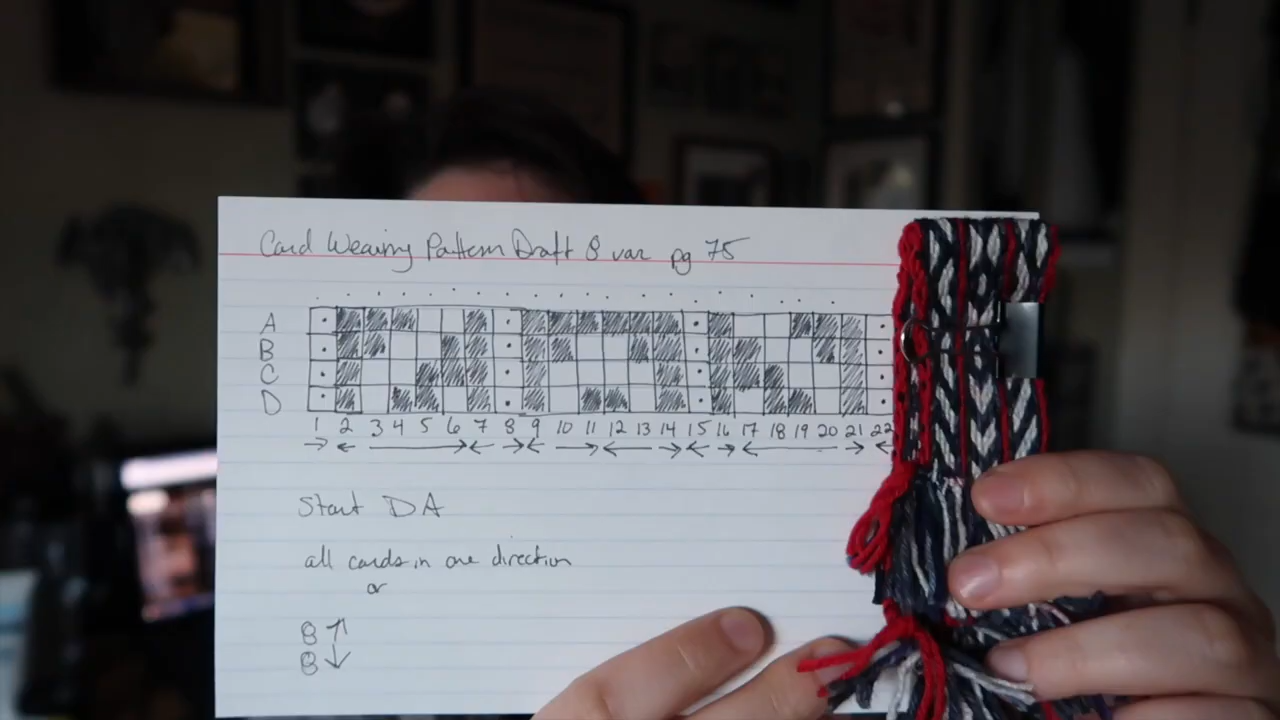 Card Weaving Pattern Draft 8 var pg 75
A
B
C
D
1 2 3 4 5 6 7 8 9 10 11 12 13 14 15 16 17 18 19 20 21 22
Start DA
all cards in one direction
or
8 ↑
8 ↓